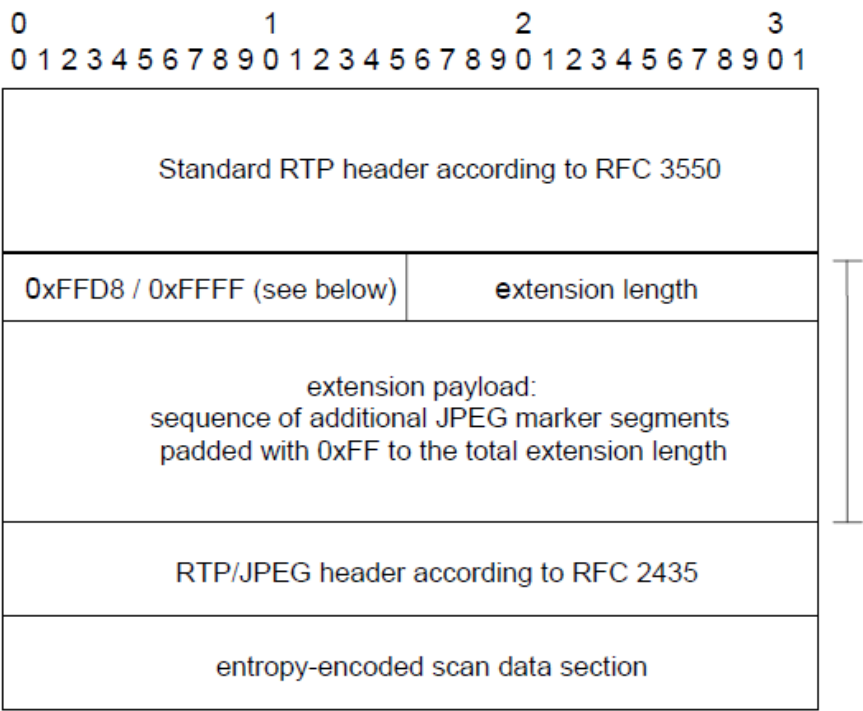 0 1 2 3
0 1 2 3 4 5 6 7 8 9 0 1 2 3 4 5 6 7 8 9 0 1 2 3 4 5 6 7 8 9 0 1
Standard RTP header according to RFC 3550
0xFFD8 / 0xFFFF (see below) extension length
extension payload:
sequence of additional JPEG marker segments
padded with 0xFF to the total extension length
RTP/JPEG header according to RFC 2435
entropy-encoded scan data section